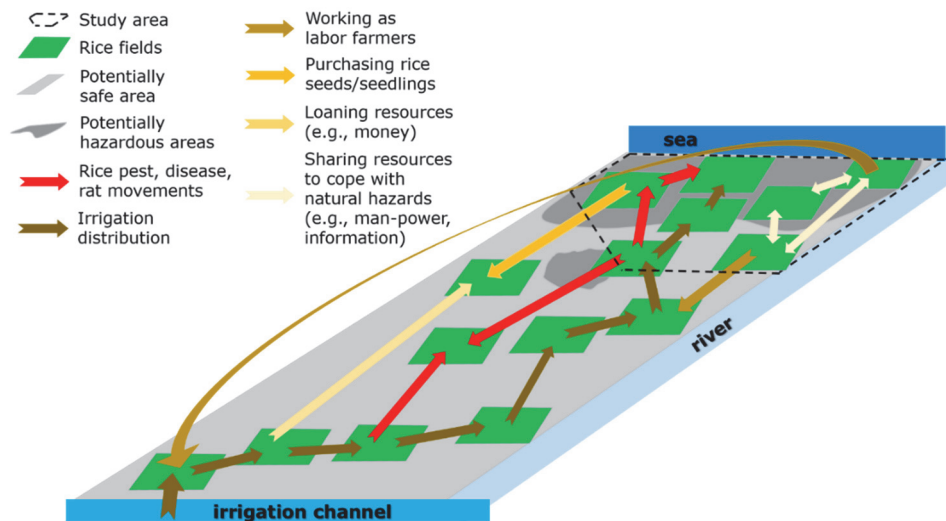 Study area
Rice fields
Potentially
safe area
Potentially
hazardous areas
Rice pest, disease,
rat movements
Irrigation
distribution
Working as
labor farmers
Purchasing rice
seeds/seedlings
Loaning resources
(e.g., money)
Sharing resources
to cope with
natural hazards
(e.g., man-power,
information)
sea
river
irrigation channel